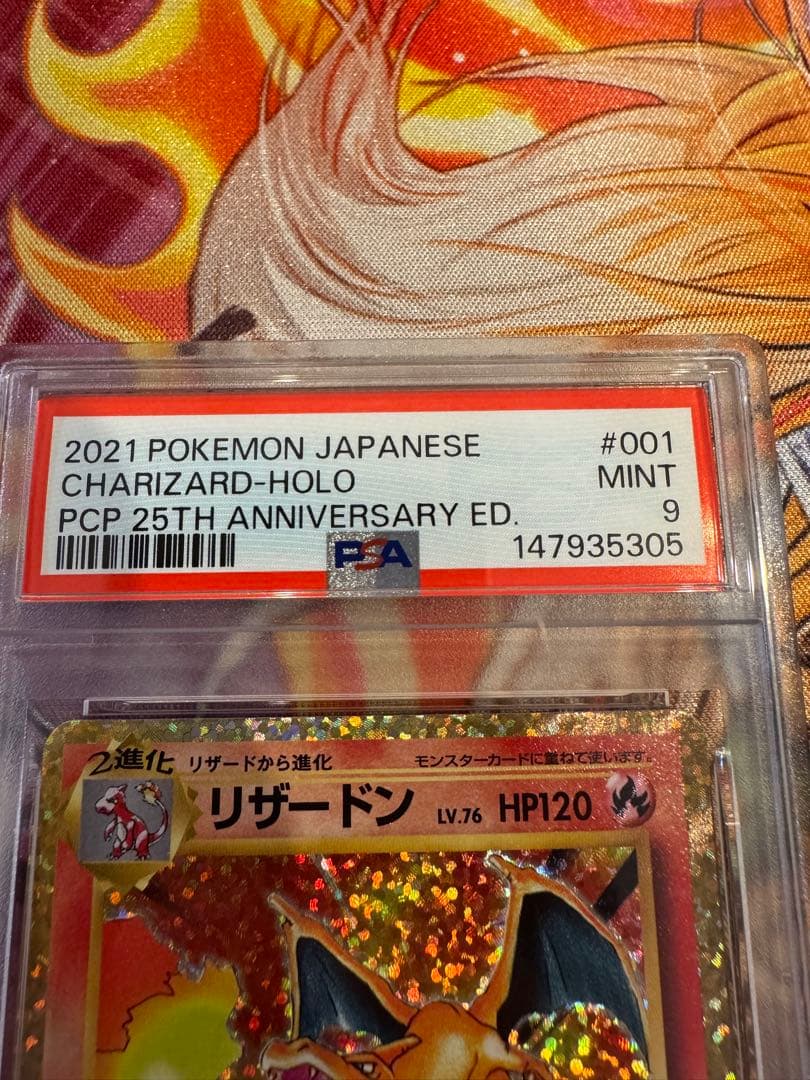 2021 POKEMON JAPANESE #001
CHARIZARD-HOLO MINT
PCP 25TH ANNIVERSARY ED. 9
PSA 147935305
2進化 リザードから進化 モンスターカードに重ねて使います。
リザードン LV.76 HP120